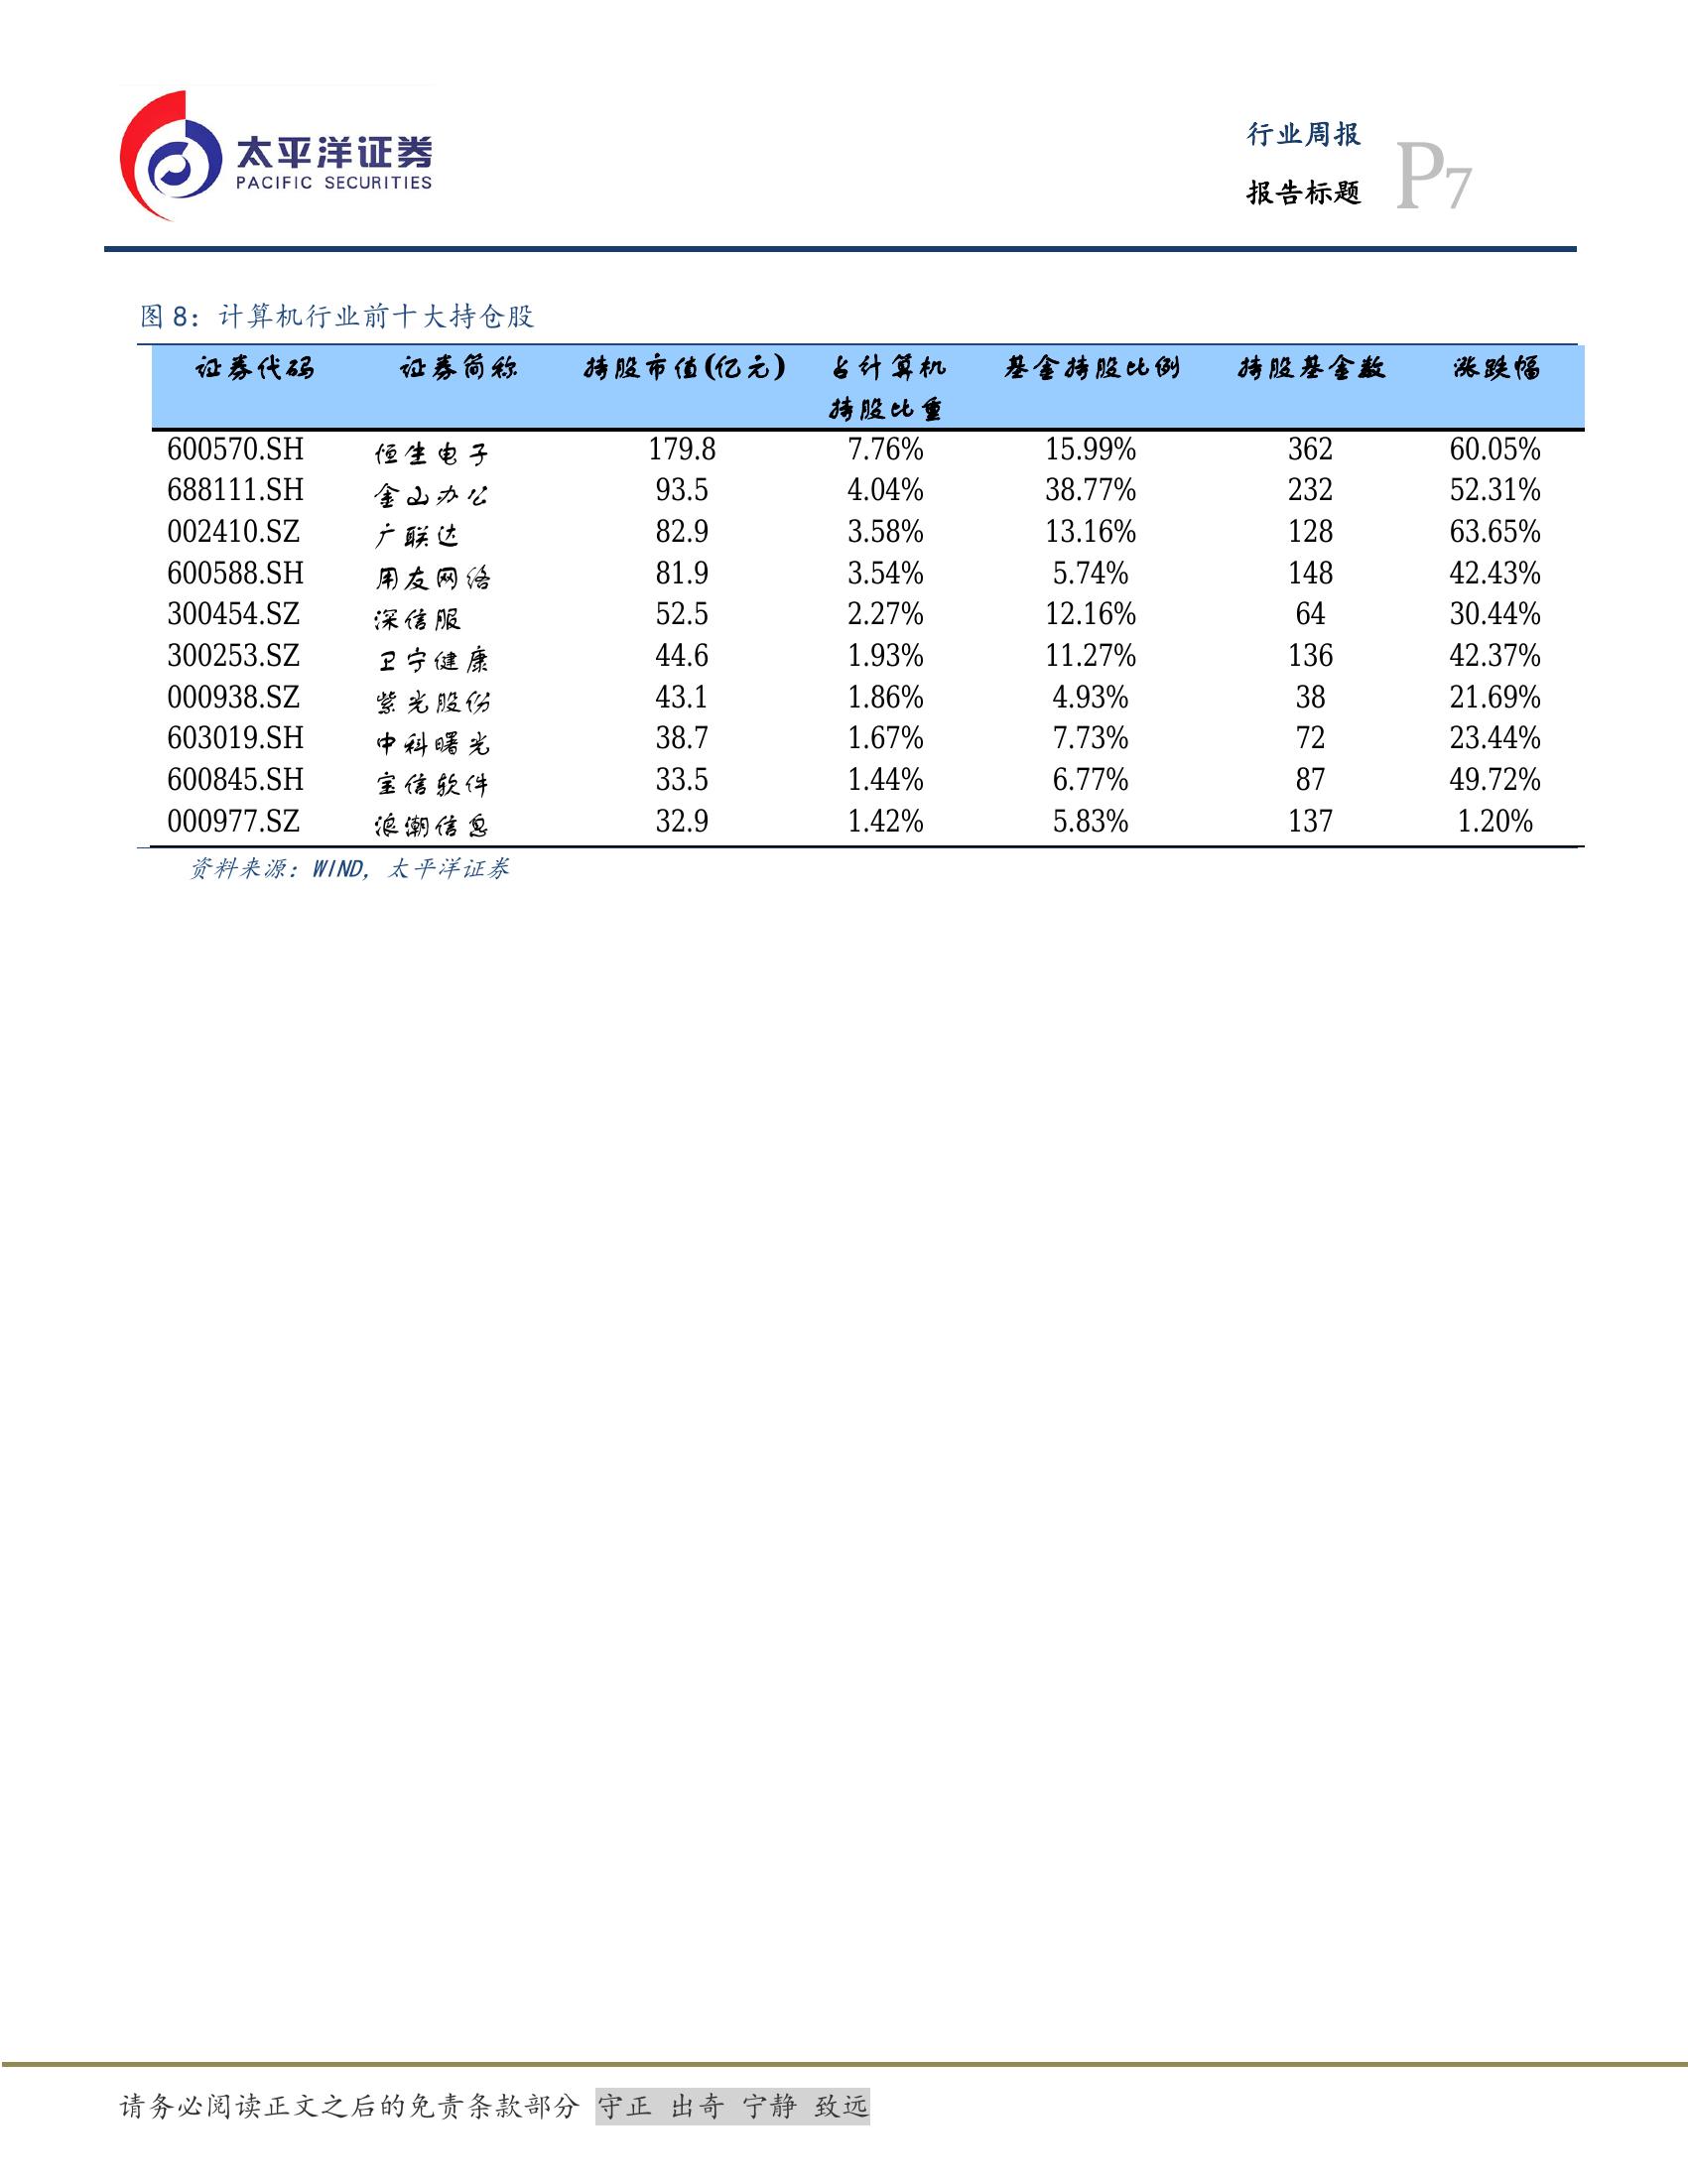 太平洋证券
PACIFIC SECURITIES
行业周报
报告标题
P7
图 8：计算机行业前十大持仓股
证券代码 证券简称 持股市值(亿元) 占计算机持股比重 基金持股比例 持股基金数 涨跌幅
600570.SH 恒生电子 179.8 7.76% 15.99% 362 60.05%
688111.SH 金山办公 93.5 4.04% 38.77% 232 52.31%
002410.SZ 广联达 82.9 3.58% 13.16% 128 63.65%
600588.SH 用友网络 81.9 3.54% 5.74% 148 42.43%
300454.SZ 深信服 52.5 2.27% 12.16% 64 30.44%
300253.SZ 卫宁健康 44.6 1.93% 11.27% 136 42.37%
000938.SZ 紫光股份 43.1 1.86% 4.93% 38 21.69%
603019.SH 中科曙光 38.7 1.67% 7.73% 72 23.44%
600845.SH 宝信软件 33.5 1.44% 6.77% 87 49.72%
000977.SZ 浪潮信息 32.9 1.42% 5.83% 137 1.20%
资料来源：WIND，太平洋证券
请务必阅读正文之后的免责条款部分 守正 出奇 宁静 致远